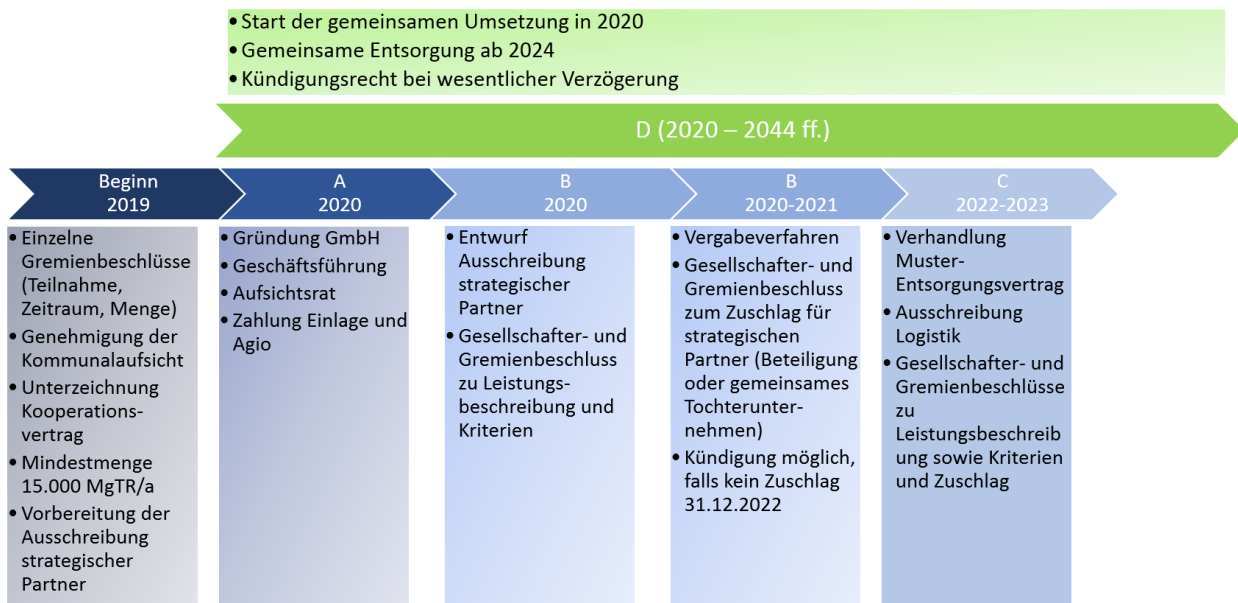 • Start der gemeinsamen Umsetzung in 2020
• Gemeinsame Entsorgung ab 2024
• Kündigungsrecht bei wesentlicher Verzögerung
D (2020 – 2044 ff.)
Beginn
2019
• Einzelne
Gremienbeschlüsse
(Teilnahme,
Zeitraum, Menge)
• Genehmigung der
Kommunalaufsicht
• Unterzeichnung
Kooperations-
vertrag
• Mindestmenge
15.000 MgTR/a
• Vorbereitung der
Ausschreibung
strategischer
Partner
A
2020
• Gründung GmbH
• Geschäftsführung
• Aufsichtsrat
• Zahlung Einlage und
Agio
B
2020
• Entwurf
Ausschreibung
strategischer
Partner
• Gesellschafter- und
Gremienbeschluss
zu Leistungs-
beschreibung und
Kriterien
B
2020-2021
• Vergabeverfahren
• Gesellschafter- und
Gremienbeschluss
zum Zuschlag für
strategischen
Partner (Beteiligung
oder gemeinsames
Tochterunter-
nehmen)
• Kündigung möglich,
falls kein Zuschlag
31.12.2022
C
2022-2023
• Verhandlung
Muster-
Entsorgungsvertrag
• Ausschreibung
Logistik
• Gesellschafter- und
Gremienbeschlüsse
zu
Leistungsbeschreib
ung sowie Kriterien
und Zuschlag